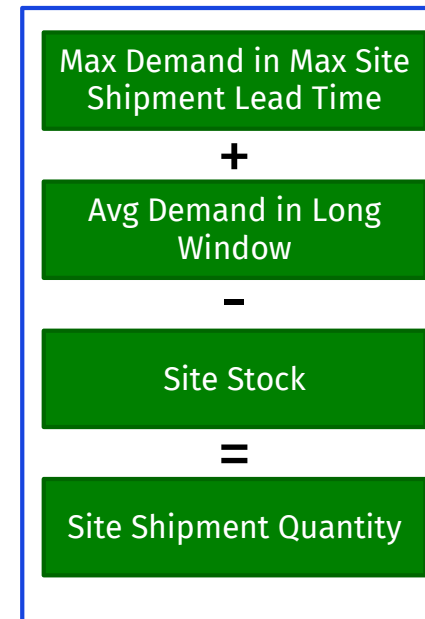 Max Demand in Max Site
Shipment Lead Time
+
Avg Demand in Long
Window
-
Site Stock
=
Site Shipment Quantity